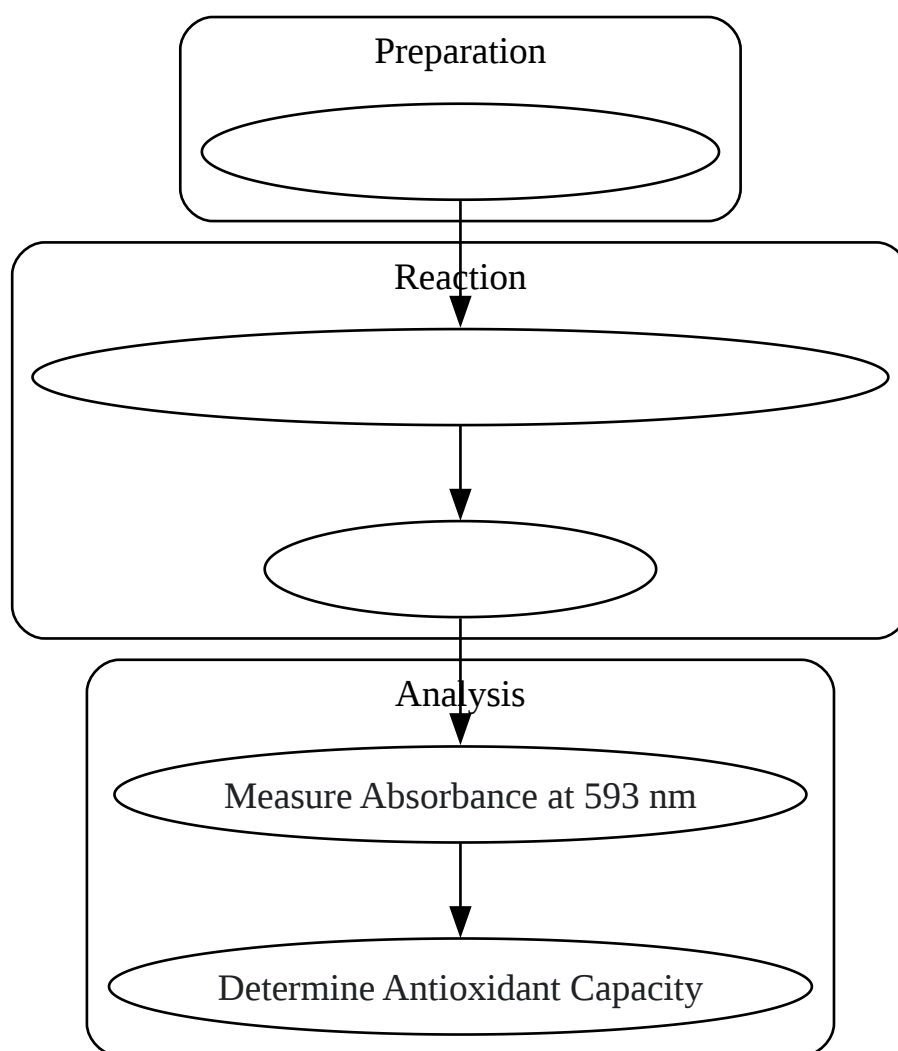 Preparation
Reaction
Analysis
Measure Absorbance at 593 nm
Determine Antioxidant Capacity